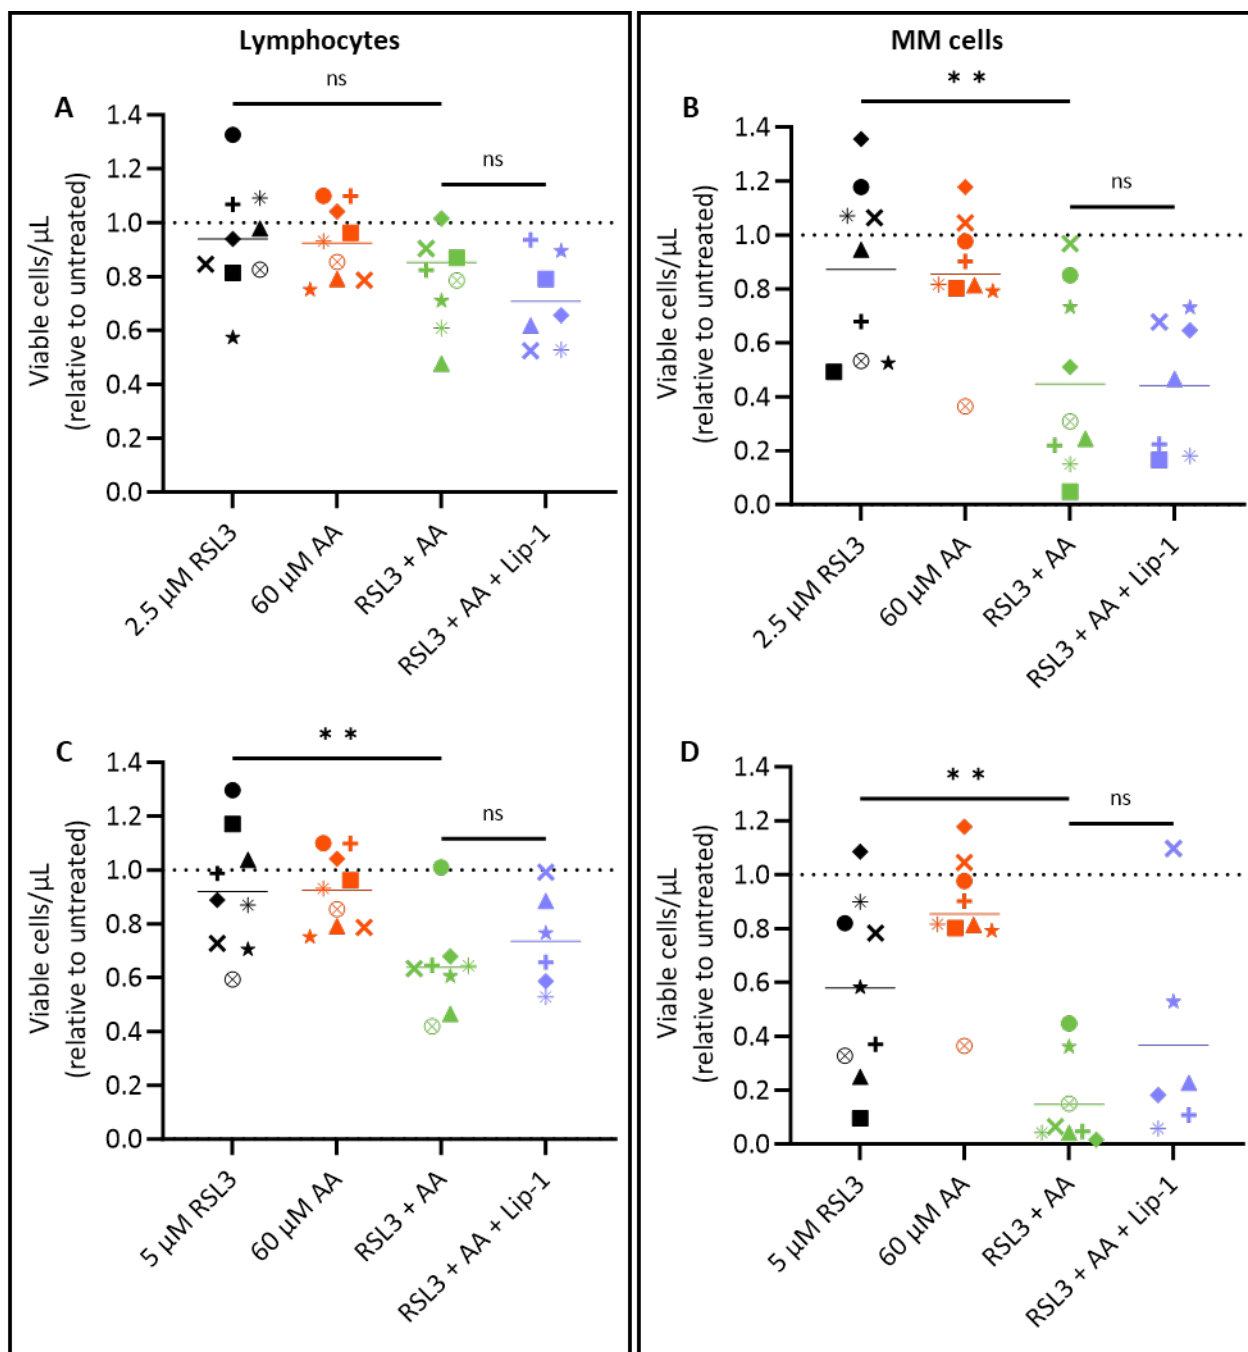 Lymphocytes
A
ns
ns
Viable cells/µL
(relative to untreated)
1.4
1.2
1.0
0.8
0.6
0.4
0.2
0.0
2.5 µM RSL3
60 µM AA
RSL3 + AA
RSL3 + AA + Lip-1
MM cells
B
* *
ns
Viable cells/µL
(relative to untreated)
1.4
1.2
1.0
0.8
0.6
0.4
0.2
0.0
2.5 µM RSL3
60 µM AA
RSL3 + AA
RSL3 + AA + Lip-1
C
* *
ns
Viable cells/µL
(relative to untreated)
1.4
1.2
1.0
0.8
0.6
0.4
0.2
0.0
5 µM RSL3
60 µM AA
RSL3 + AA
RSL3 + AA + Lip-1
D
* *
ns
Viable cells/µL
(relative to untreated)
1.4
1.2
1.0
0.8
0.6
0.4
0.2
0.0
5 µM RSL3
60 µM AA
RSL3 + AA
RSL3 + AA + Lip-1